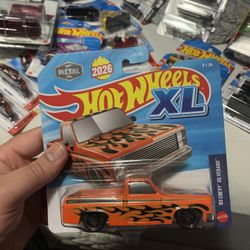 METAL
2026
HOT WHEELS
XL
'83 CHEVY SILVERADO